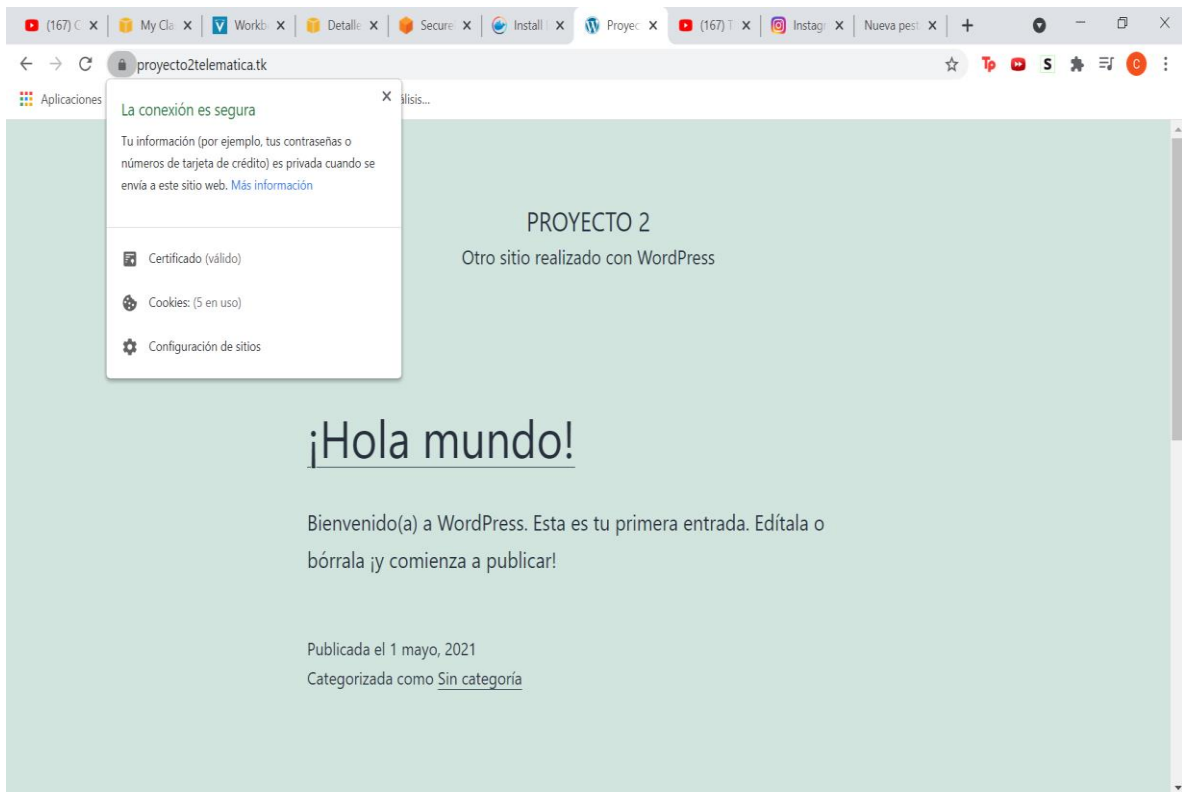 (167) C
My Cla
Workb
Detalle
Secure
Install
Proyec
(167) T
Instag
Nueva pest
proyecto2telematica.tk
Tp
S
C
Aplicaciones
álisis...
La conexión es segura
Tu información (por ejemplo, tus contraseñas o
números de tarjeta de crédito) es privada cuando se
envía a este sitio web. Más información
Certificado (válido)
Cookies: (5 en uso)
Configuración de sitios
PROYECTO 2
Otro sitio realizado con WordPress
¡Hola mundo!
Bienvenido(a) a WordPress. Esta es tu primera entrada. Edítala o
bórrala ¡y comienza a publicar!
Publicada el 1 mayo, 2021
Categorizada como Sin categoría